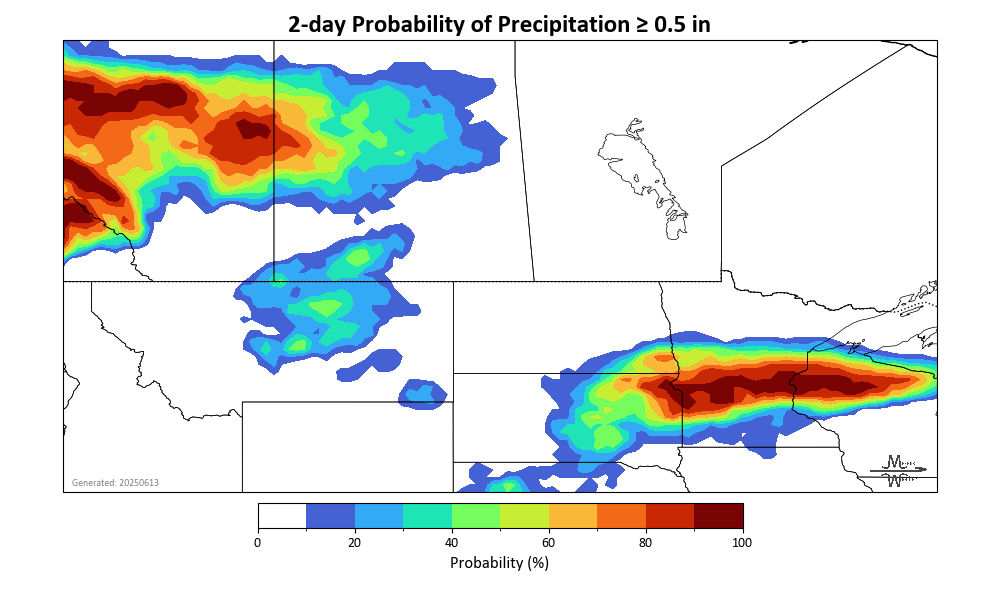 2-day Probability of Precipitation ≥ 0.5 in
Generated: 20250613
0 20 40 60 80 100
Probability (%)